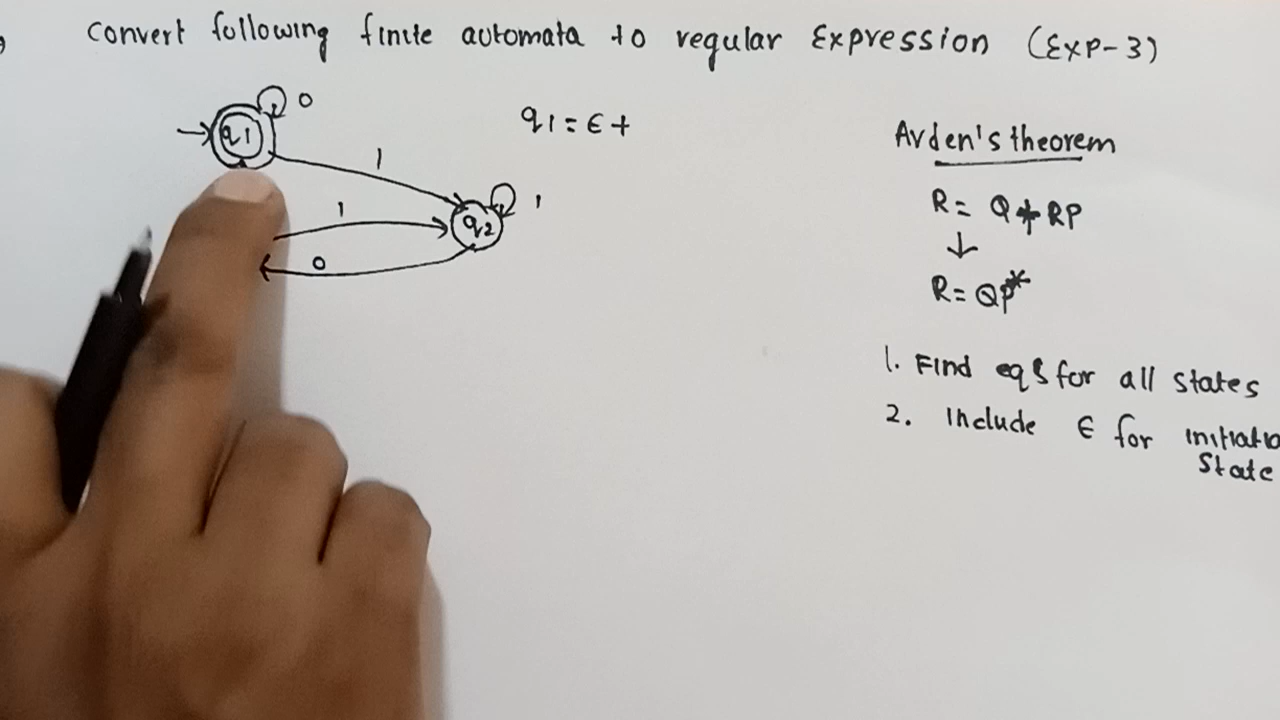 convert following finite automata to regular Expression (Exp-3)
0
q1
1
q1 = ε +
1
q2
1
0
Arden's theorem
R = Q + RP
↓
R = QP*
1. Find eqs for all states
2. Include ε for
State